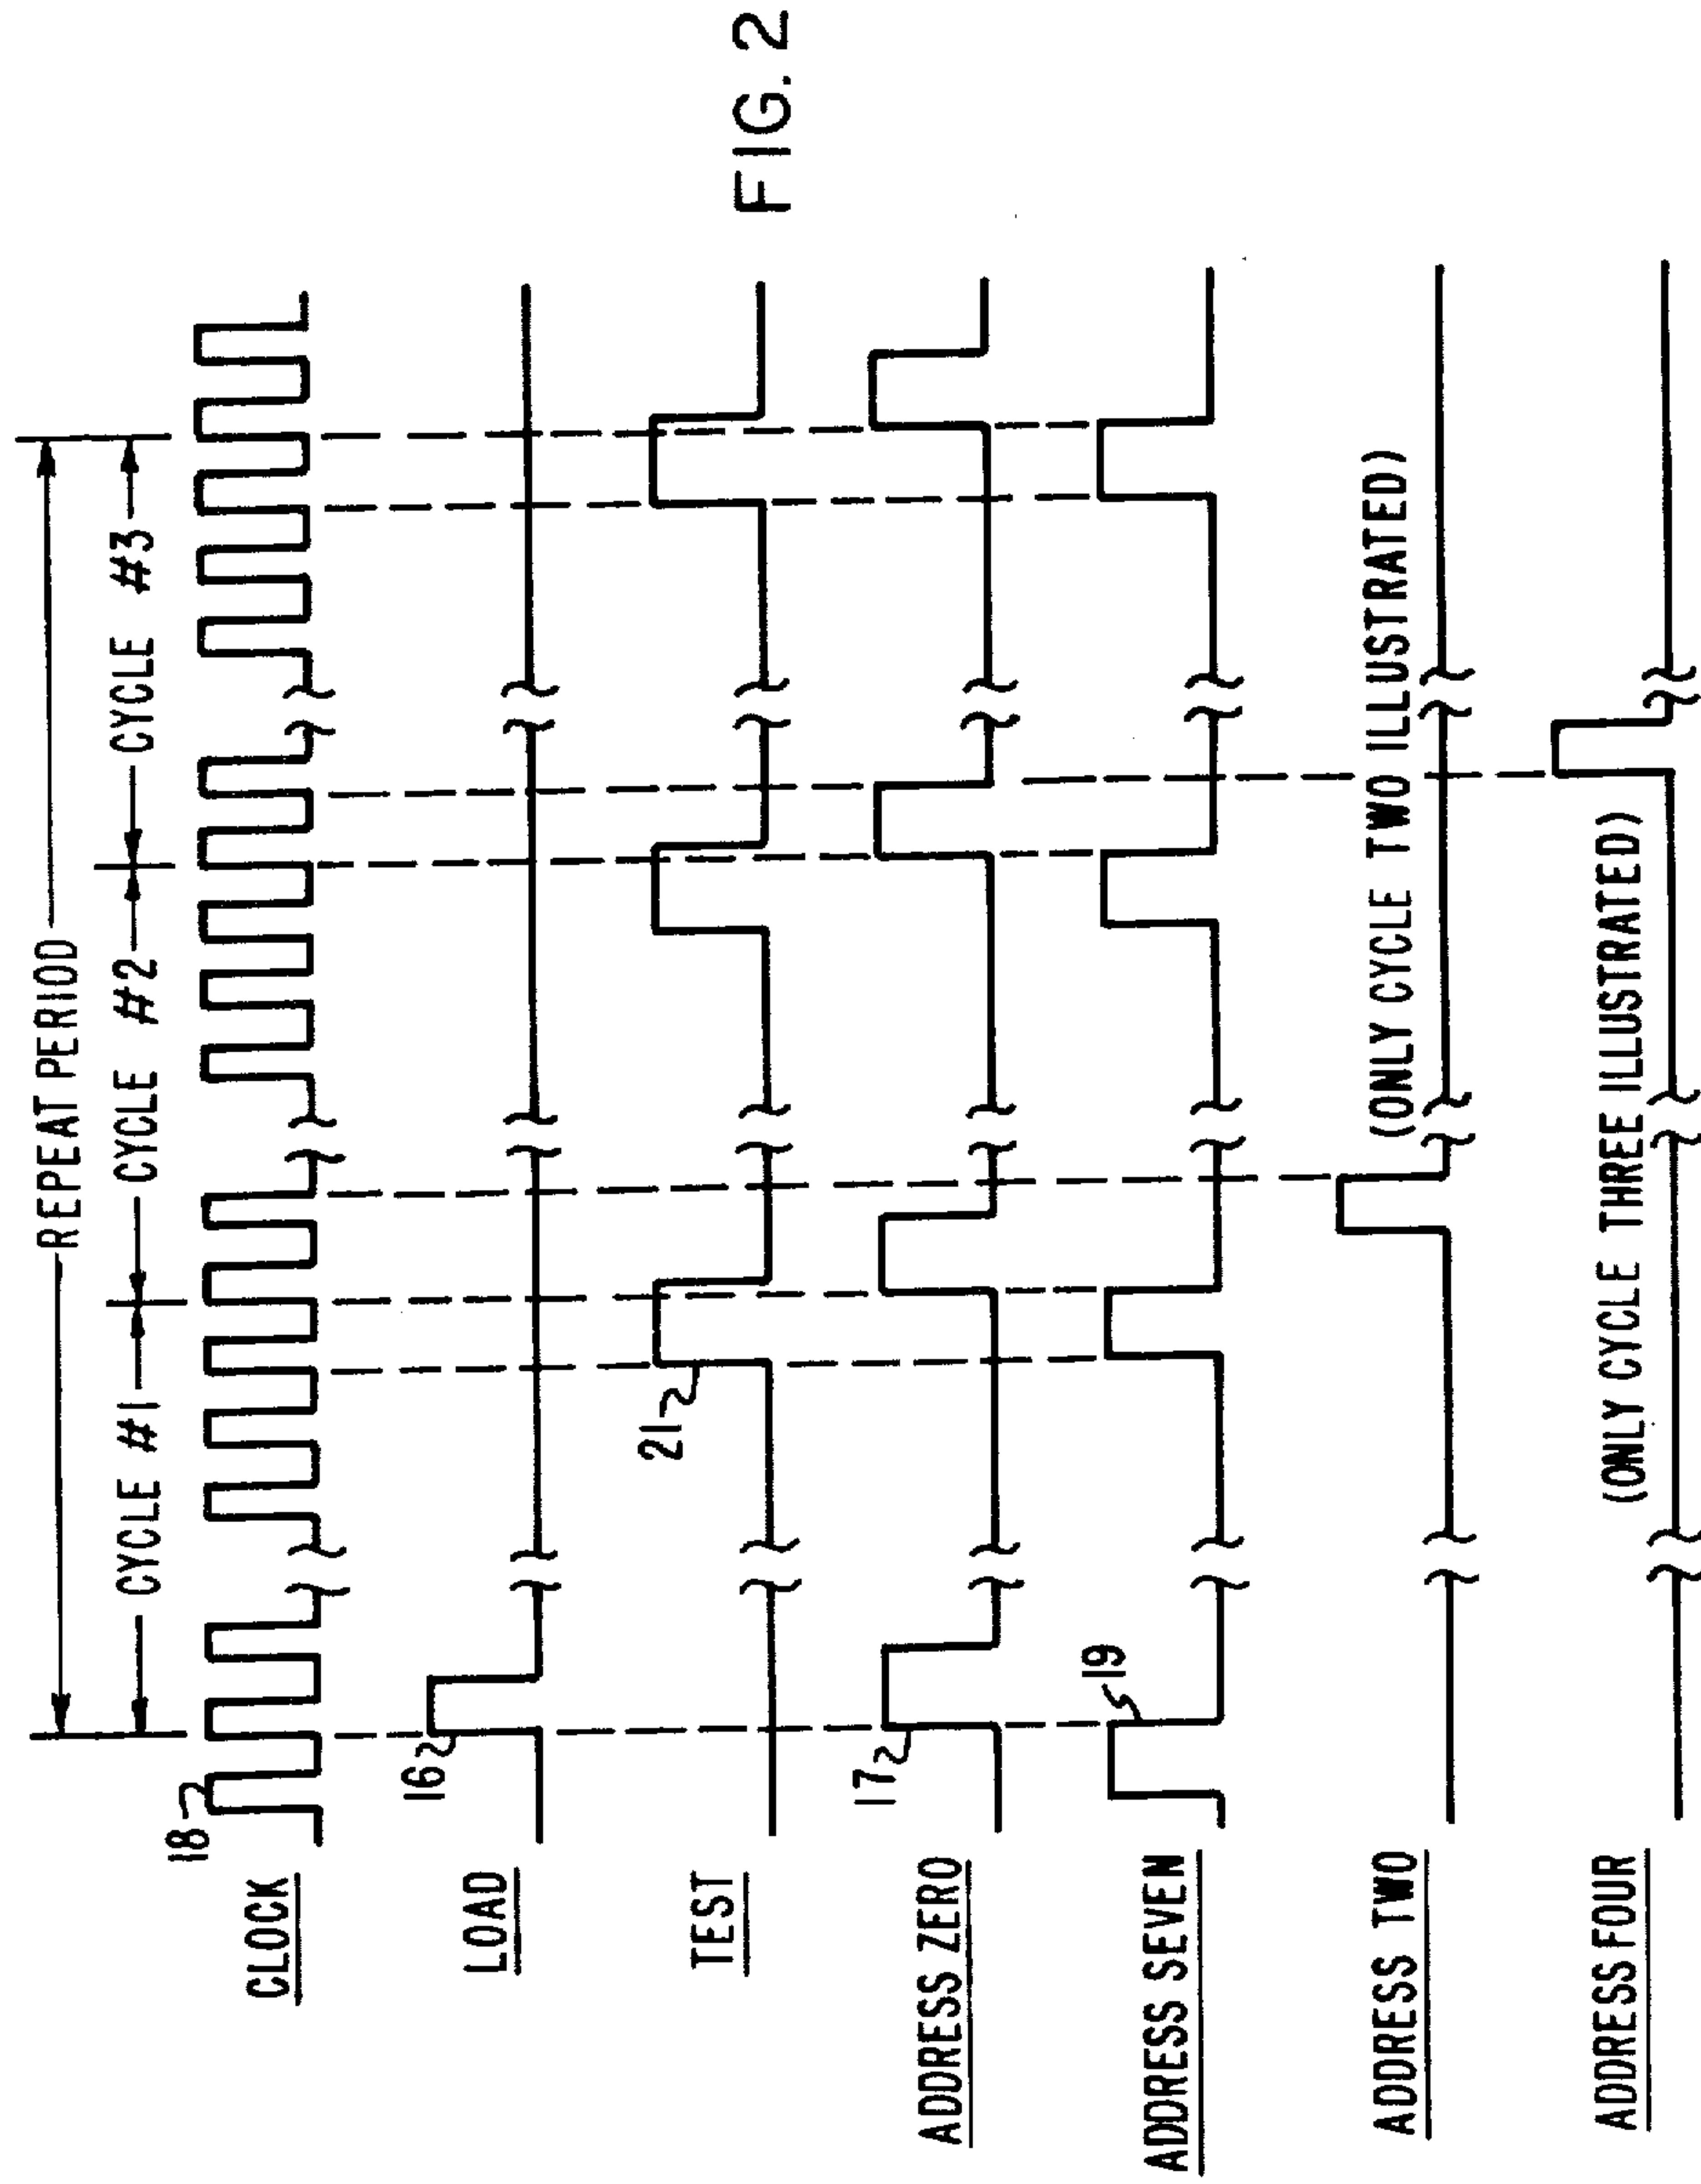 REPEAT PERIOD
CYCLE #1 CYCLE #2 CYCLE #3
18
CLOCK
16
LOAD
21
TEST
17
ADDRESS ZERO
19
ADDRESS SEVEN
(ONLY CYCLE TWO ILLUSTRATED)
ADDRESS TWO
(ONLY CYCLE THREE ILLUSTRATED)
ADDRESS FOUR
FIG. 2